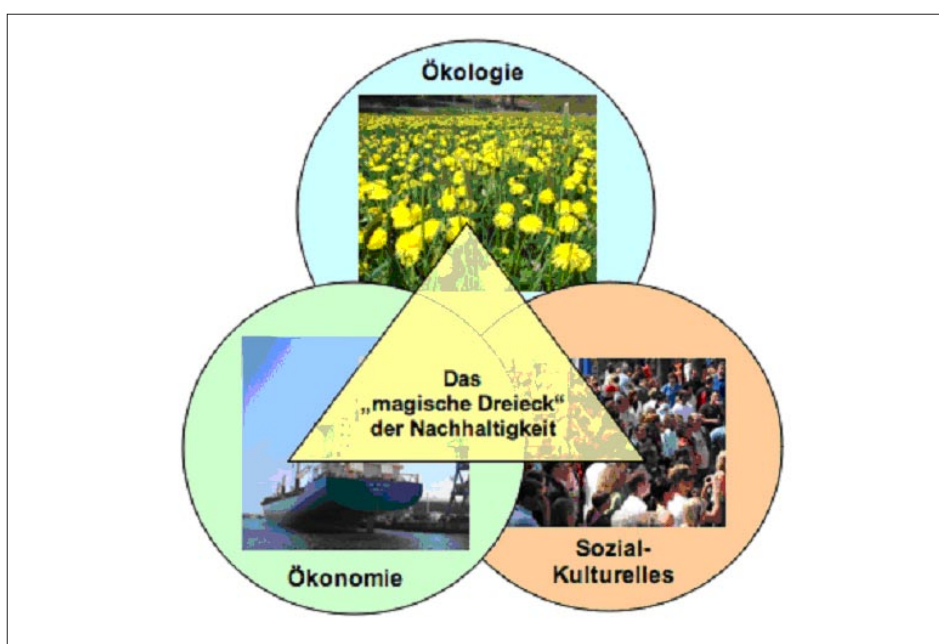 Ökologie
Das
„magische Dreieck“
der Nachhaltigkeit
Ökonomie
Sozial-
Kulturelles